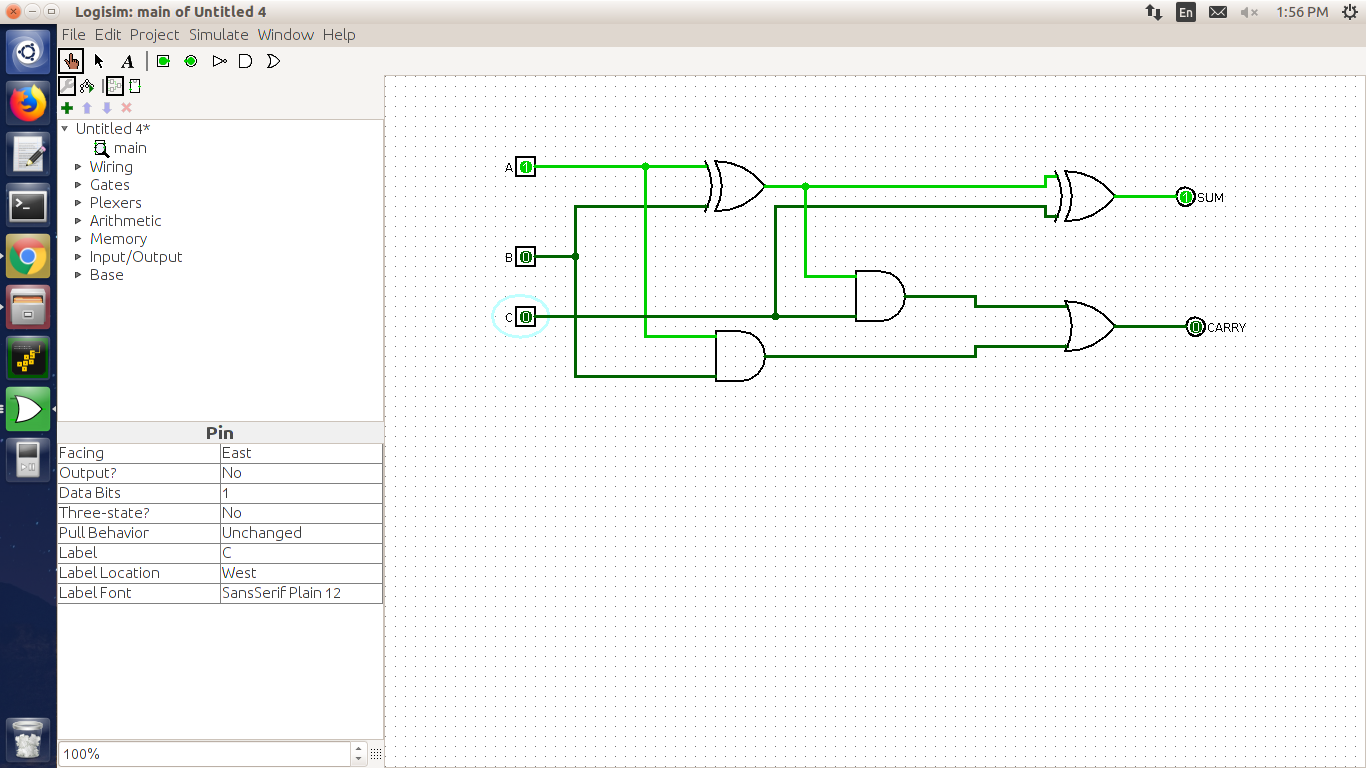 Logisim: main of Untitled 4
En
1:56 PM
File Edit Project Simulate Window Help
A
Untitled 4*
main
Wiring
Gates
Plexers
Arithmetic
Memory
Input/Output
Base
Pin
Facing East
Output? No
Data Bits 1
Three-state? No
Pull Behavior Unchanged
Label C
Label Location West
Label Font SansSerif Plain 12
100%
A 1
B 0
C 0
1 SUM
0 CARRY